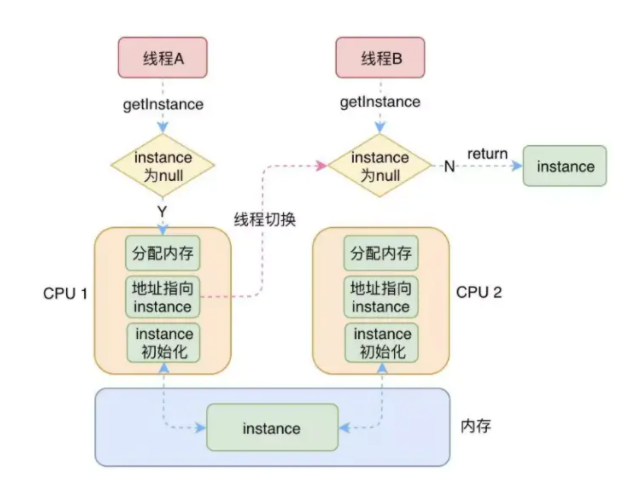 线程A
线程B
getInstance
getInstance
instance
为null
instance
为null
N
return
instance
Y
线程切换
CPU 1
分配内存
地址指向
instance
instance
初始化
分配内存
地址指向
instance
instance
初始化
CPU 2
instance
内存